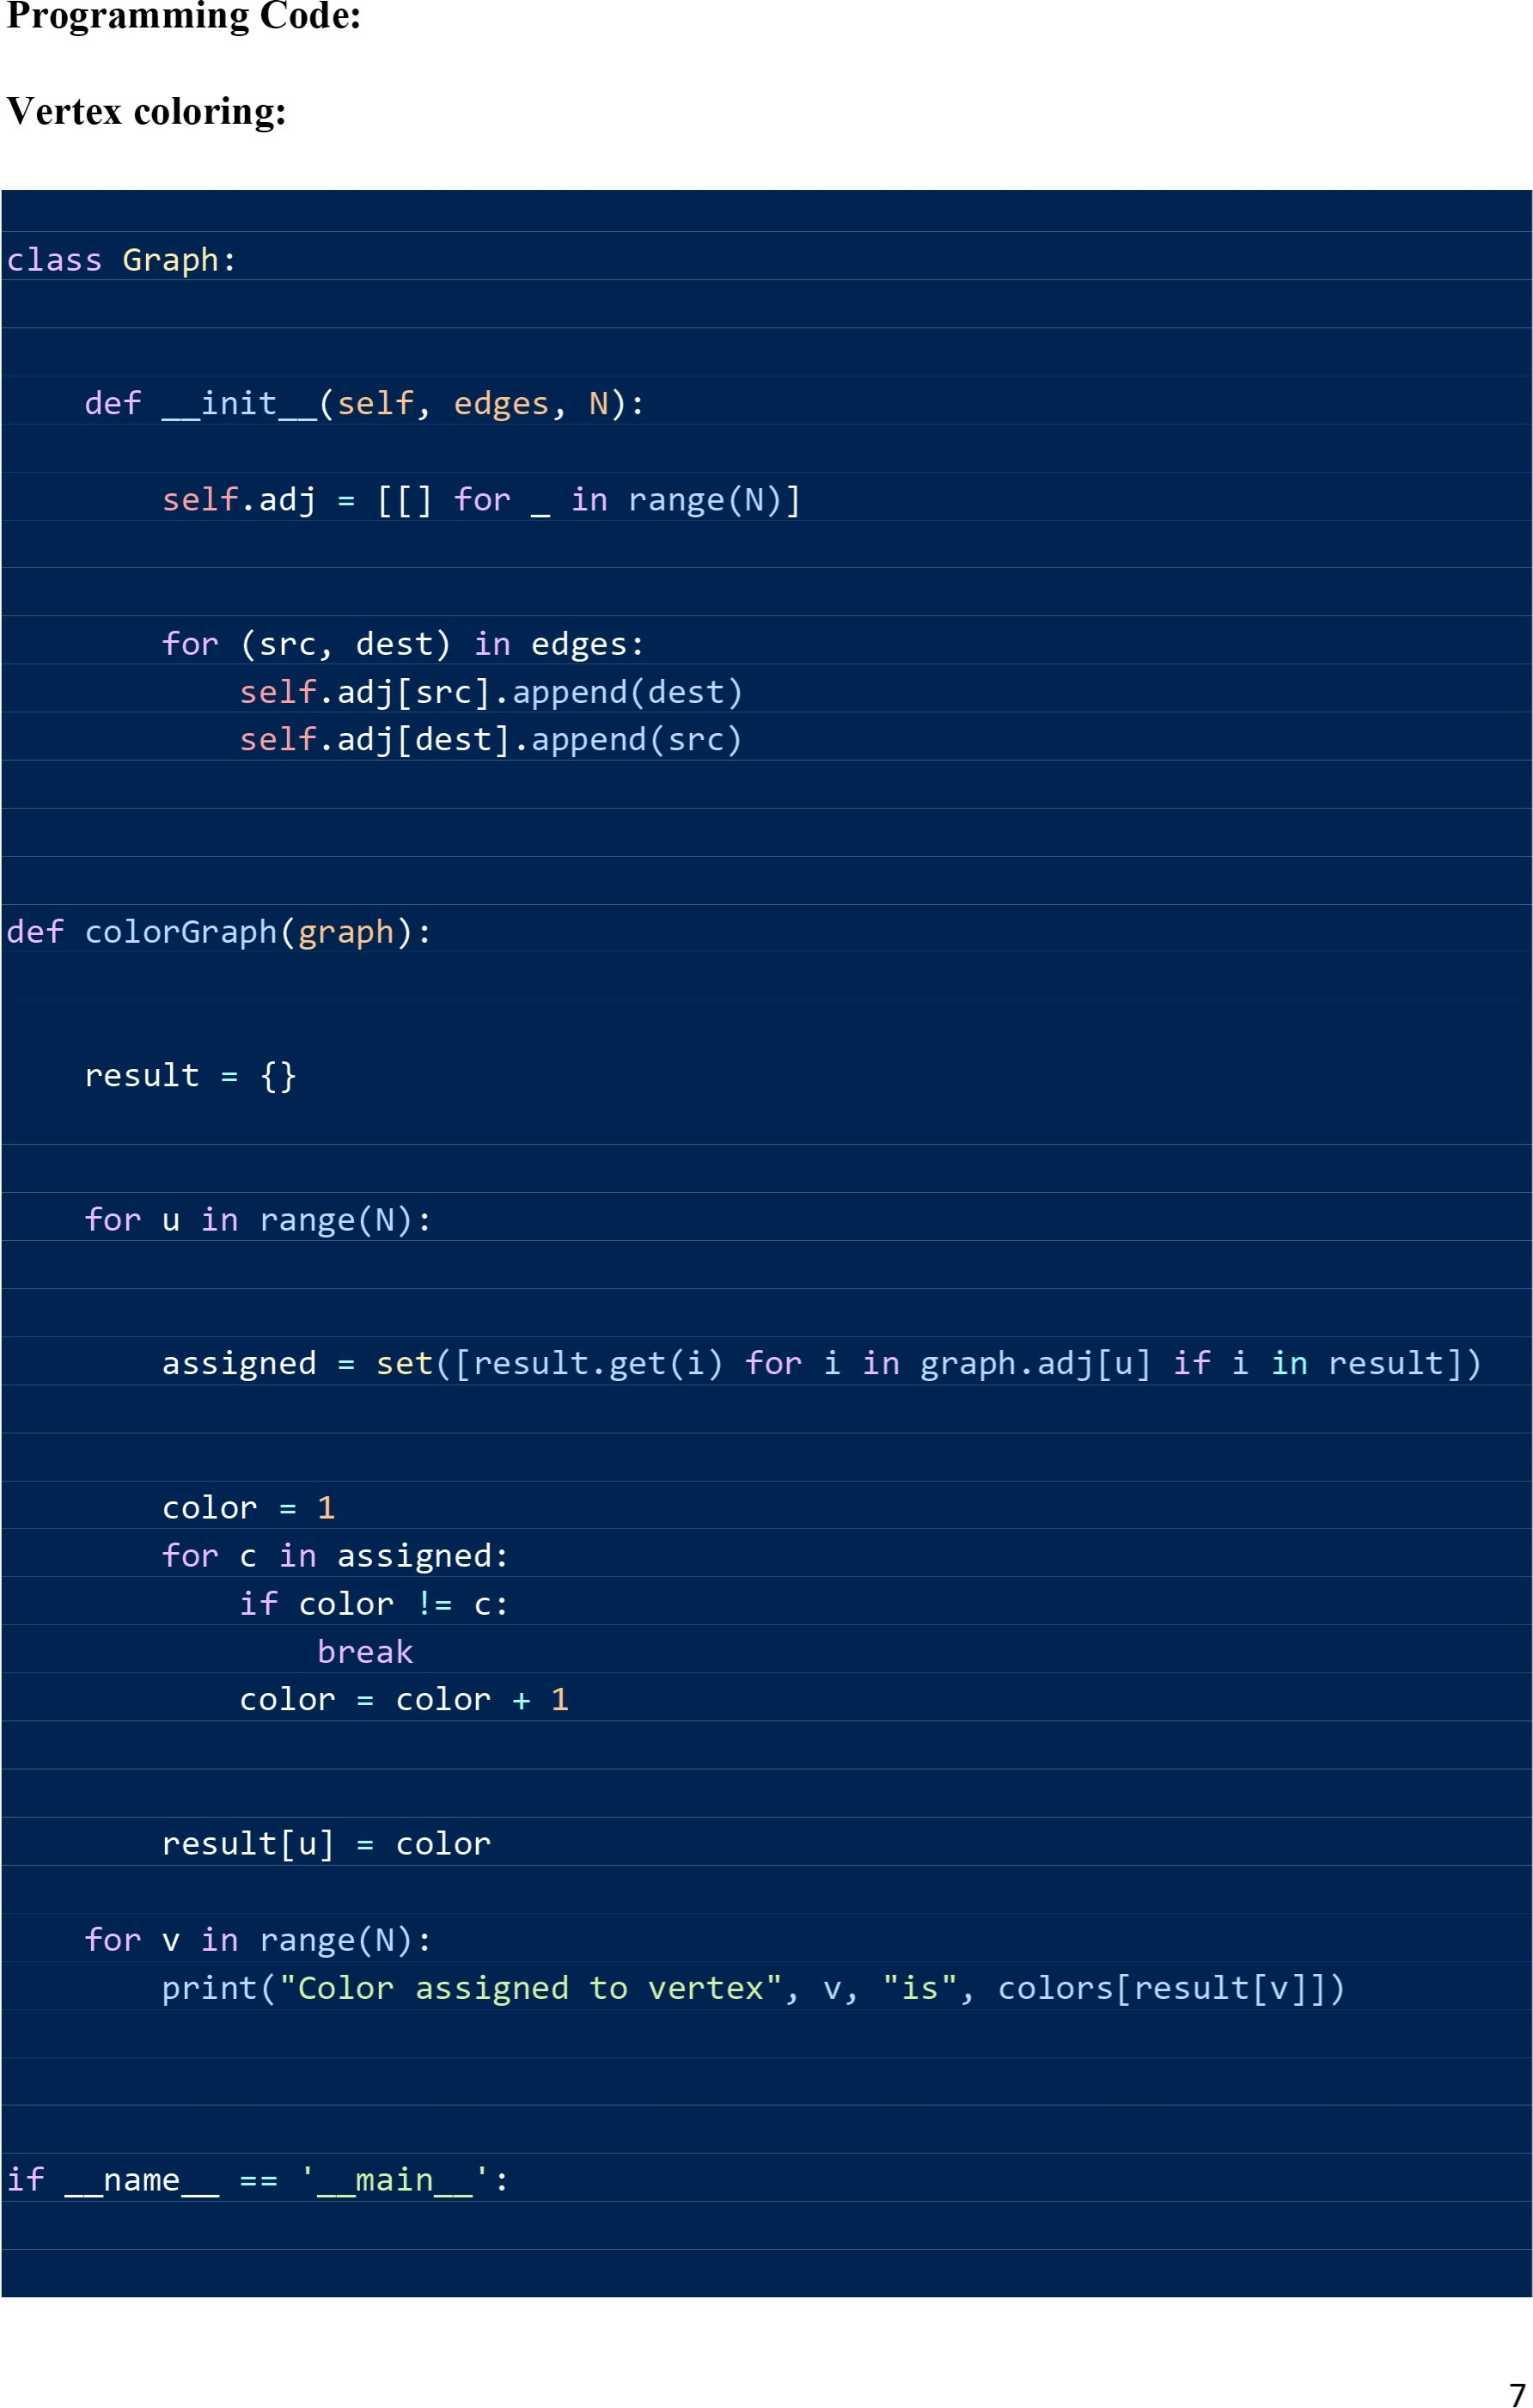 Programming Code:
Vertex coloring:
class Graph:
    def __init__(self, edges, N):
        self.adj = [[] for _ in range(N)]
        for (src, dest) in edges:
            self.adj[src].append(dest)
            self.adj[dest].append(src)
def colorGraph(graph):
    result = {}
    for u in range(N):
        assigned = set([result.get(i) for i in graph.adj[u] if i in result])
        color = 1
        for c in assigned:
            if color != c:
                break
            color = color + 1
        result[u] = color
    for v in range(N):
        print("Color assigned to vertex", v, "is", colors[result[v]])
if __name__ == '__main__':
7